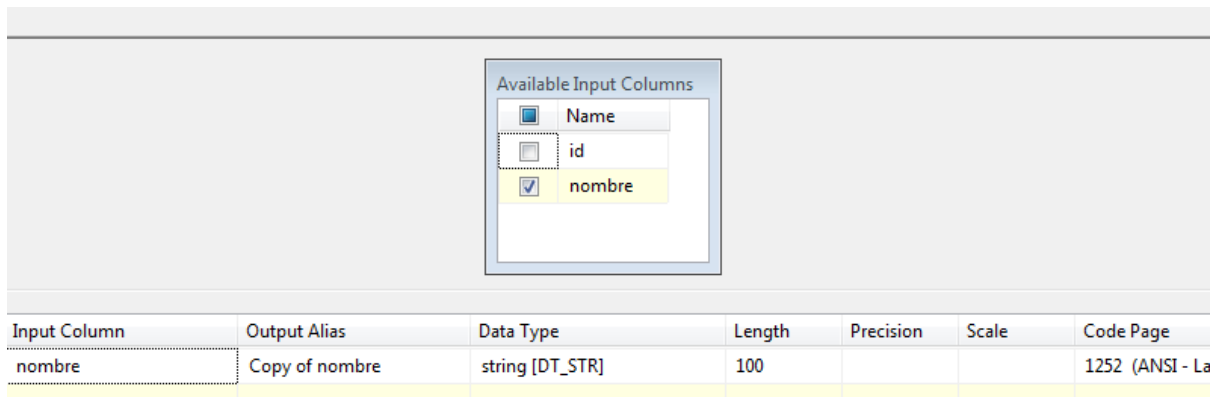 Available Input Columns
Name
id
nombre
Input Column Output Alias Data Type Length Precision Scale Code Page
nombre Copy of nombre string [DT_STR] 100 1252 (ANSI - La